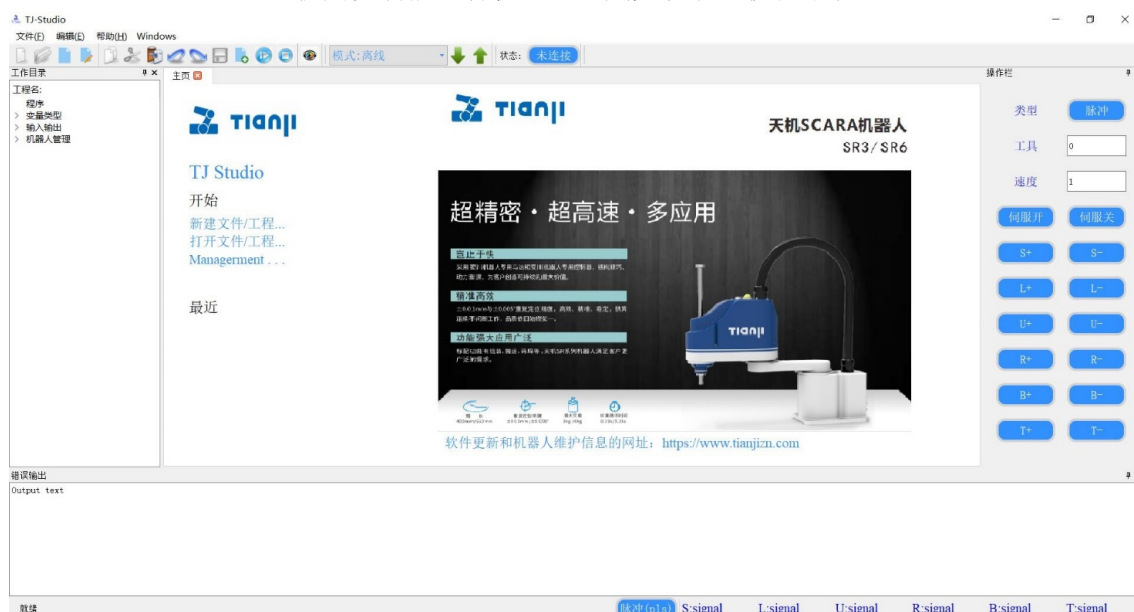 TJ-Studio
文件(F) 编辑(E) 帮助(H) Windows
模式:离线 状态: 未连接
工作目录
主页
操作栏
工程名:
程序
变量类型
输入输出
机器人管理
TIANJI
TJ Studio
开始
新建文件/工程...
打开文件/工程...
Managerment . . .
最近
TIANJI
天机SCARA机器人
SR3/SR6
超精密·超高速·多应用
岂止于快
精准高效
功能强大应用广泛
TIANJI
软件更新和机器人维护信息的网址: https://www.tianjizn.com
类型 脉冲
工具 0
速度 1
伺服开 伺服关
S+ S-
L+ L-
U+ U-
R+ R-
B+ B-
T+ T-
错误输出
Output text
就绪
脉冲(pls) S:signal L:signal U:signal R:signal B:signal T:signal